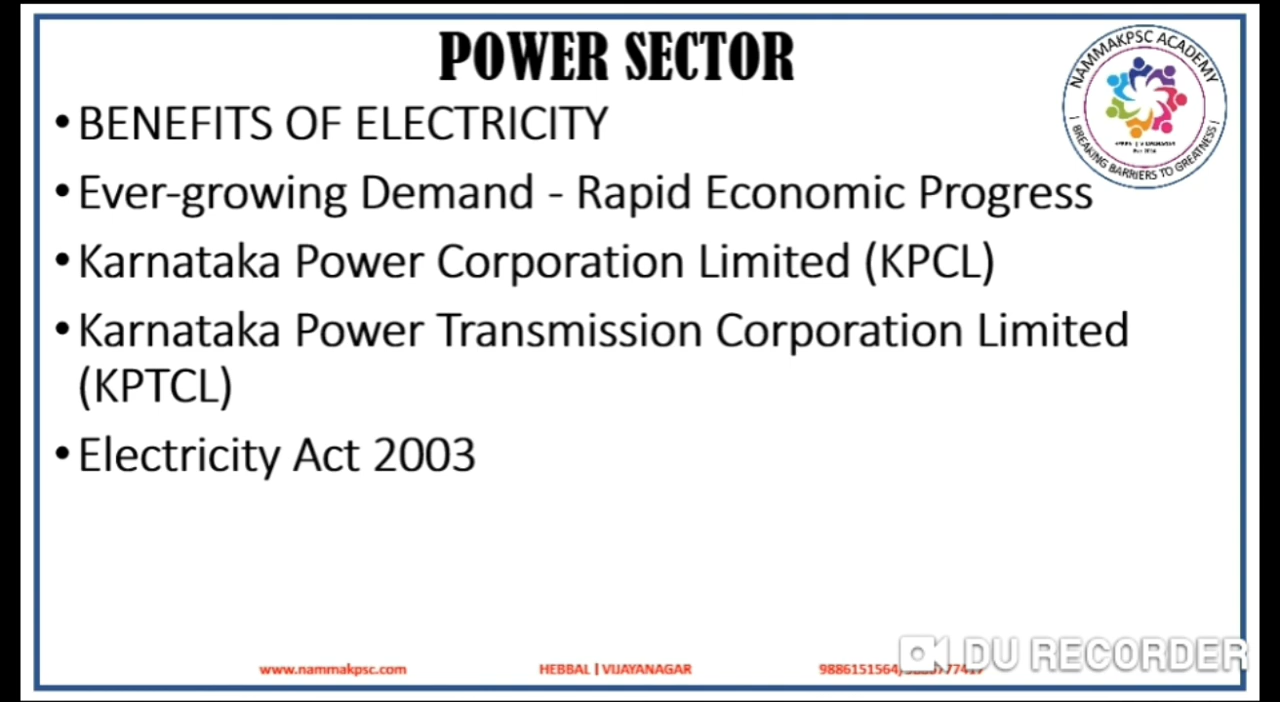 POWER SECTOR
NAMMAKPSC ACADEMY
| BREAKING BARRIERS TO GREATNESS |
• BENEFITS OF ELECTRICITY
• Ever-growing Demand - Rapid Economic Progress
• Karnataka Power Corporation Limited (KPCL)
• Karnataka Power Transmission Corporation Limited
(KPTCL)
• Electricity Act 2003
DU RECORDER
www.nammakpsc.com HEBBAL | VIJAYANAGAR 9886151564/